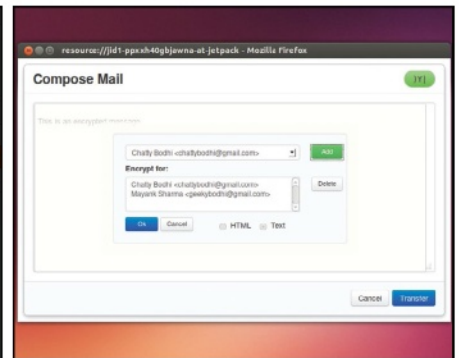 resource://jid1-ppxxh40gbjawna-at-jetpack - Mozilla Firefox
Compose Mail
This is an encrypted message
Chatty Bodhi <chattybodhi@gmail.com>
Add
Encrypt for:
Chatty Bodhi <chattybodhi@gmail.com>
Mayank Sharma <geekybodhi@gmail.com>
Delete
Ok
Cancel
HTML
Text
Cancel
Transfer